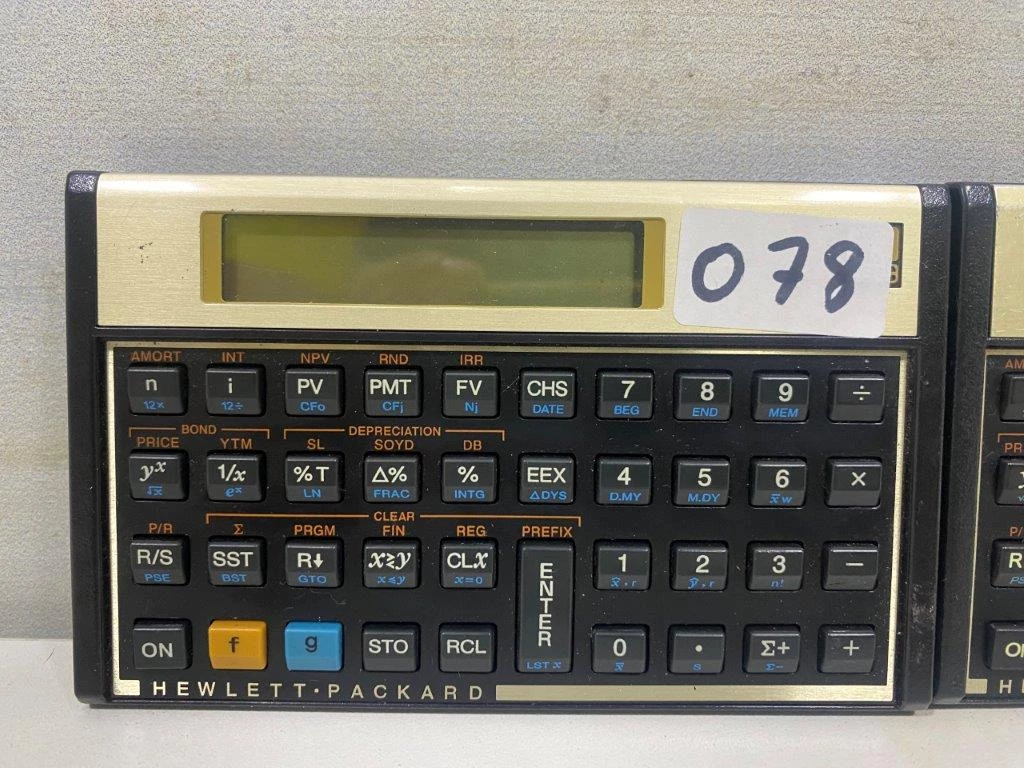 078
AMORT INT NPV RND IRR
n i PV PMT FV CHS 7 8 9 ÷
12× 12÷ CFo CFj Nj DATE BEG END MEM
BOND DEPRECIATION
PRICE YTM SL SOYD DB
yˣ 1/x %T Δ% % EEX 4 5 6 ×
√x eˣ LN FRAC INTG ΔDYS D.MY M.DY x̄w
CLEAR
P/R Σ PRGM FIN REG PREFIX
R/S SST R↓ x≷y CLx ENTER 1 2 3 −
PSE BST GTO x≤y x=0 LST x x̂,r ŷ,r n!
ON f g STO RCL 0 • Σ+ +
x̄ s Σ−
HEWLETT·PACKARD